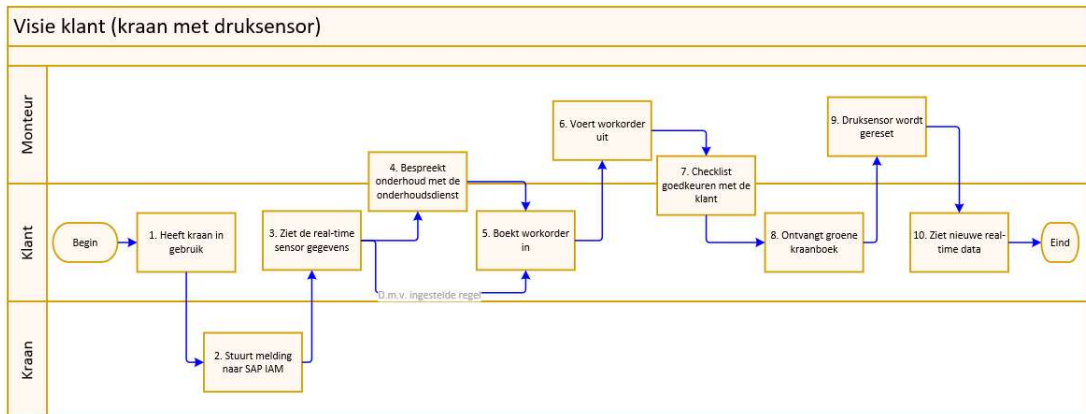 Visie klant (kraan met druksensor)
Monteur
6. Voert workorder
uit
9. Druksensor wordt
gereset
4. Bespreekt
onderhoud met de
onderhoudsdienst
7. Checklist
goedkeuren met de
klant
Klant
Begin
1. Heeft kraan in
gebruik
3. Ziet de real-time
sensor gegevens
5. Boekt workorder
in
8. Ontvangt groene
kraanboek
10. Ziet nieuwe real-
time data
Eind
D.m.v. ingestelde regel
Kraan
2. Stuurt melding
naar SAP IAM